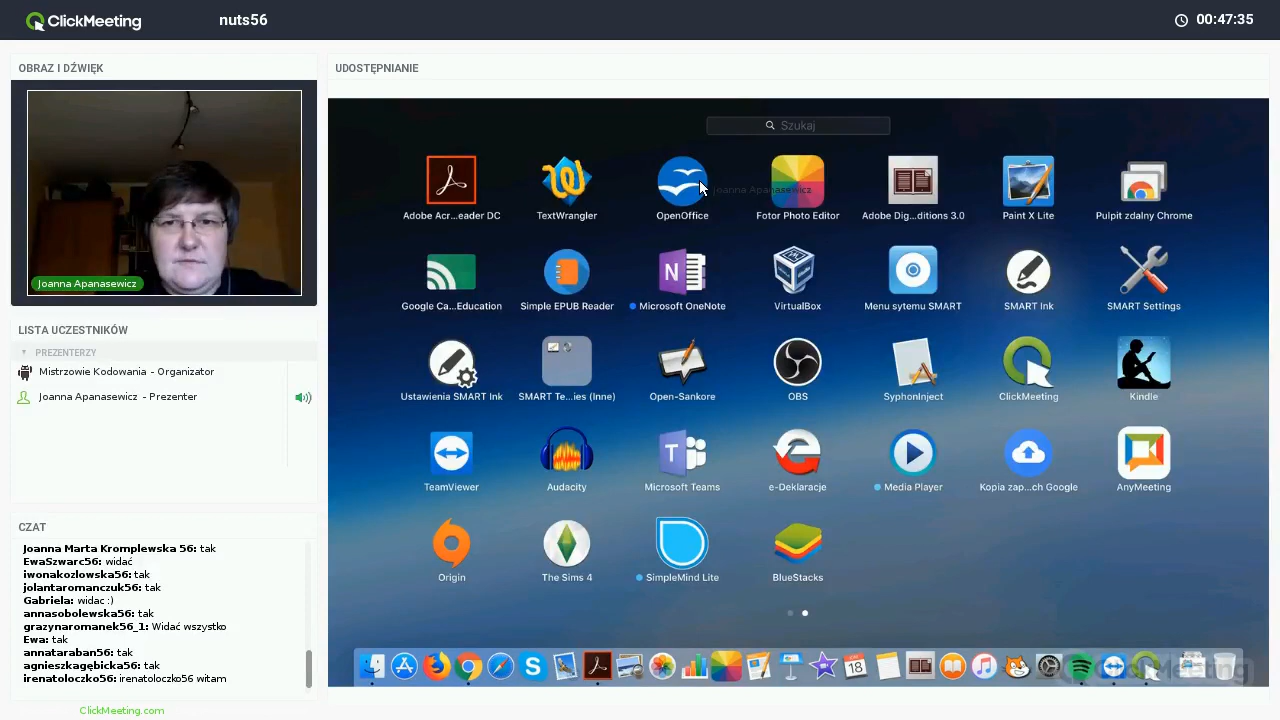 ClickMeeting
nuts56
00:47:35
OBRAZ I DŹWIĘK
Joanna Apanasewicz
LISTA UCZESTNIKÓW
PREZENTERZY
Mistrzowie Kodowania - Organizator
Joanna Apanasewicz - Prezenter
CZAT
Joanna Marta Kromplewska 56: tak
EwaSzwarc56: widać
iwonakozlowska56: tak
jolantaromanczuk56: tak
Gabriela: widac :)
annasobolewska56: tak
grazynaromanek56_1: Widać wszystko
Ewa: tak
annataraban56: tak
agnieszkagębicka56: tak
irenatoloczko56: irenatoloczko56 witam
ClickMeeting.com
UDOSTĘPNIANIE
Szukaj
Joanna Apanasewicz
Adobe Acr...eader DC
TextWrangler
OpenOffice
Fotor Photo Editor
Adobe Dig...ditions 3.0
Paint X Lite
Pulpit zdalny Chrome
Google Ca...Education
Simple EPUB Reader
Microsoft OneNote
VirtualBox
Menu sytemu SMART
SMART Ink
SMART Settings
Ustawienia SMART Ink
SMART Te...ies (Inne)
Open-Sankore
OBS
SyphonInject
ClickMeeting
Kindle
TeamViewer
Audacity
Microsoft Teams
e-Deklaracje
Media Player
Kopia zap...ch Google
AnyMeeting
Origin
The Sims 4
SimpleMind Lite
BlueStacks
18
ClickMeeting